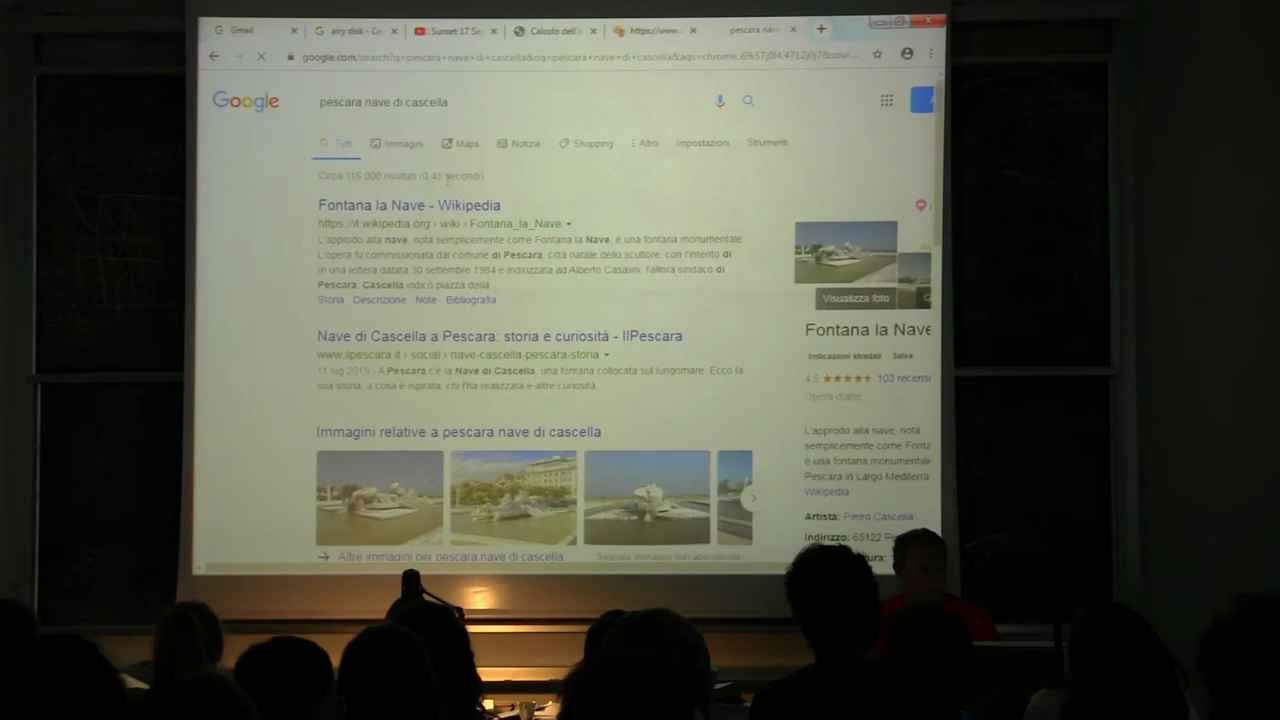 Gmail
airy disk - Ce
Sunset 17 Se
Calcolo dell'i
https://www.
pescara nav
google.com/search?q=pescara+nave+di+cascella&oq=pescara+nave+di+cascella&aqs=chrome..69i57j0l4.4712j0j7&sour...
Google
pescara nave di cascella
Tutti
Immagini
Maps
Notizie
Shopping
Altro
Impostazioni
Strumenti
Circa 116.000 risultati (0,45 secondi)
Fontana la Nave - Wikipedia
https://it.wikipedia.org › wiki › Fontana_la_Nave
L'approdo alla nave, nota semplicemente come Fontana la Nave, è una fontana monumentale
L'opera fu commissionata dal comune di Pescara, città natale dello scultore, con l'intento di
In una lettera datata 30 settembre 1984 e indirizzata ad Alberto Casalini, l'allora sindaco di
Pescara, Cascella indicò piazza della
Storia Descrizione Note Bibliografia
Nave di Cascella a Pescara: storia e curiosità - IlPescara
www.ilpescara.it › social › nave-cascella-pescara-storia
11 lug 2019 - A Pescara c'è la Nave di Cascella, una fontana collocata sul lungomare. Ecco la
sua storia, a cosa è ispirata, chi l'ha realizzata e altre curiosità
Immagini relative a pescara nave di cascella
Altre immagini per pescara nave di cascella
Segnala immagini non appropriate
Visualizza foto
G
Fontana la Nave
Indicazioni stradali
Salva
4,5
103 recensi
Opera d'arte
L'approdo alla nave, nota
semplicemente come Fonta
è una fontana monumentale
Pescara in Largo Mediterra
Wikipedia
Artista: Pietro Cascella
Indirizzo: 65122 Pe